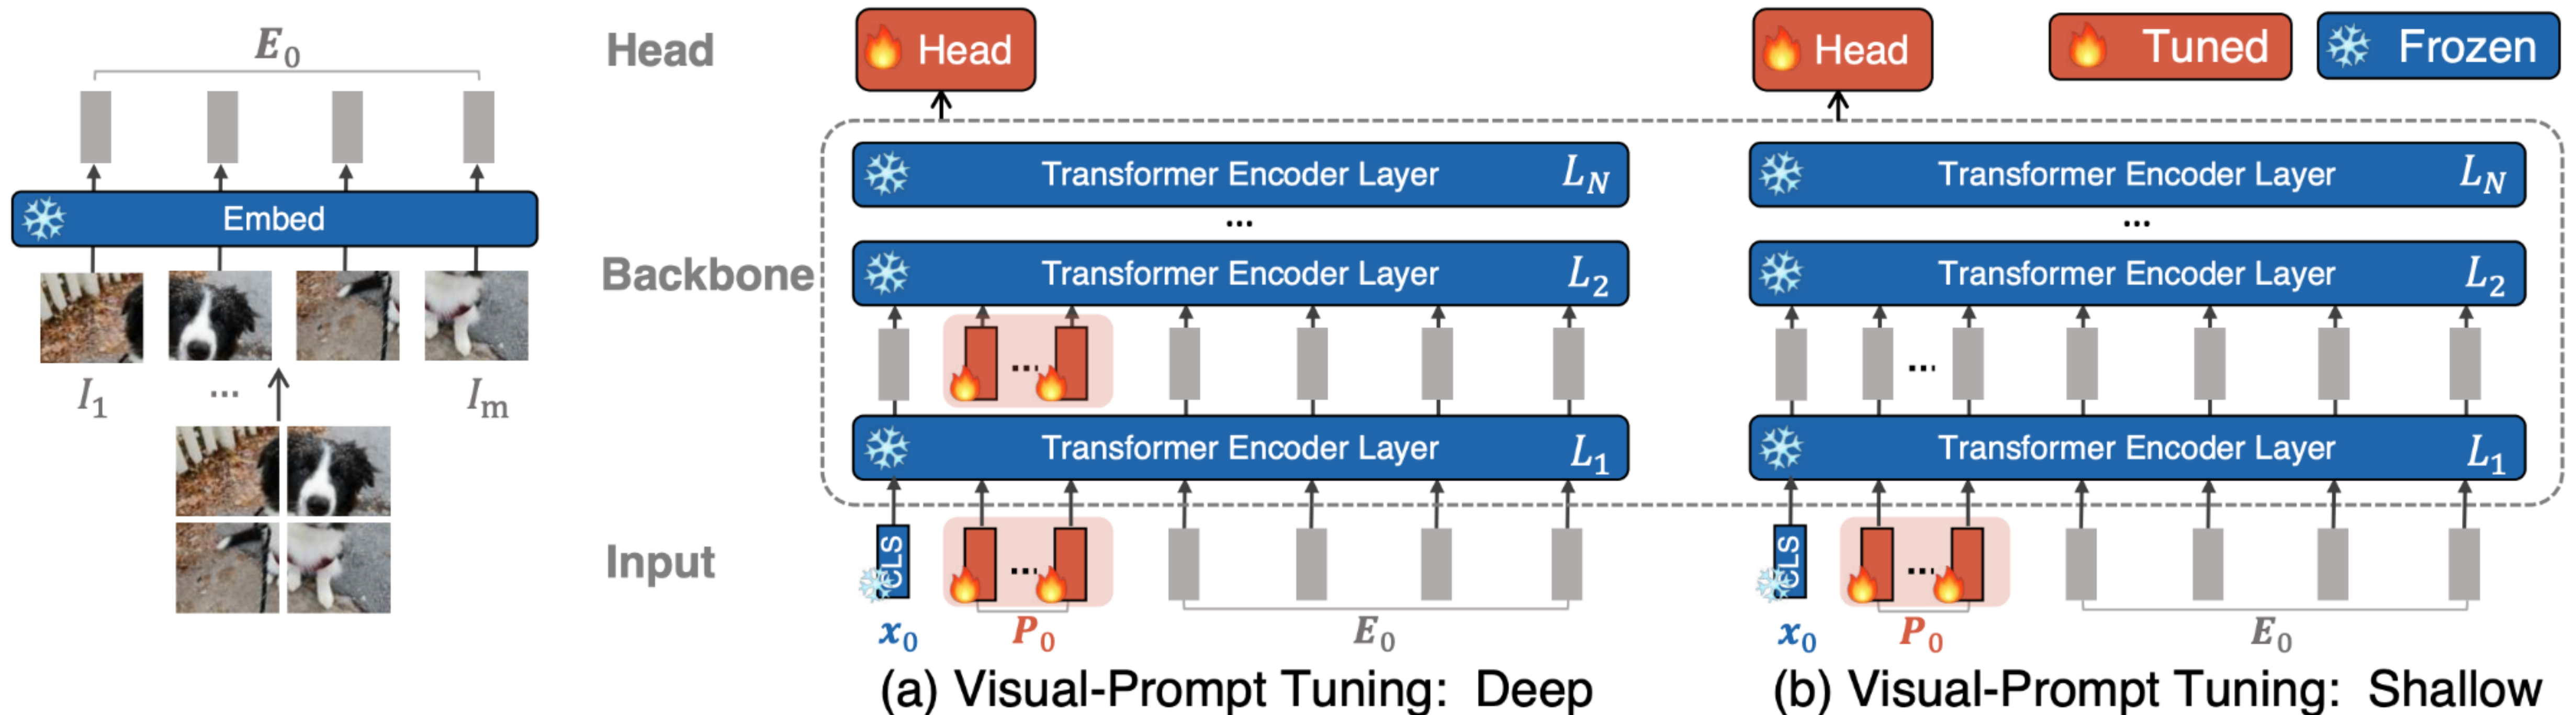 E₀
Embed
I₁ ... Iₘ
Head
Backbone
Input
Head
Transformer Encoder Layer L_N
...
Transformer Encoder Layer L₂
...
Transformer Encoder Layer L₁
CLS ...
x₀ P₀ E₀
(a) Visual-Prompt Tuning: Deep
Head
Tuned
Frozen
Transformer Encoder Layer L_N
...
Transformer Encoder Layer L₂
...
Transformer Encoder Layer L₁
CLS ...
x₀ P₀ E₀
(b) Visual-Prompt Tuning: Shallow